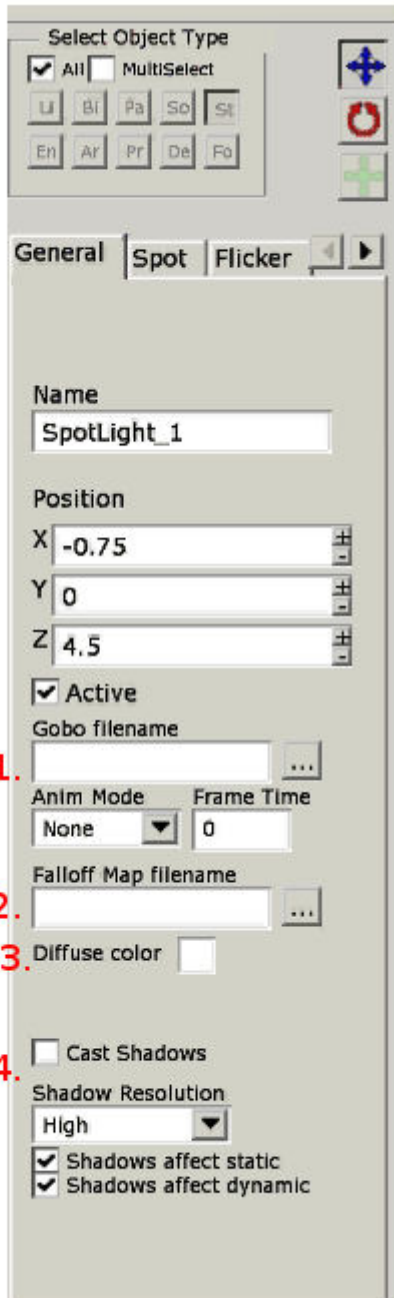 Select Object Type
All MultiSelect
Li Bi Pa So St
En Ar Pr De Fo
General Spot Flicker
Name
SpotLight_1
Position
X -0.75
Y 0
Z 4.5
Active
Gobo filename
1. ...
Anim Mode Frame Time
None 0
Falloff Map filename
2. ...
3. Diffuse color
4. Cast Shadows
Shadow Resolution
High
Shadows affect static
Shadows affect dynamic